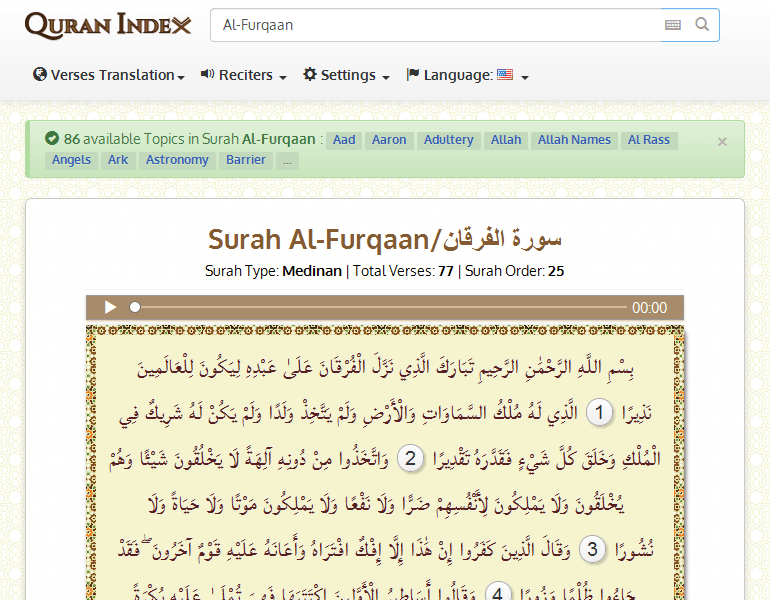 QURAN INDEX
Al-Furqaan
Verses Translation Reciters Settings Language:
86 available Topics in Surah Al-Furqaan : Aad Aaron Adultery Allah Allah Names Al Rass ×
Angels Ark Astronomy Barrier ...
Surah Al-Furqaan/سورة الفرقان
Surah Type: Medinan | Total Verses: 77 | Surah Order: 25
00:00
بِسْمِ اللَّهِ الرَّحْمَٰنِ الرَّحِيمِ تَبَارَكَ الَّذِي نَزَّلَ الْفُرْقَانَ عَلَىٰ عَبْدِهِ لِيَكُونَ لِلْعَالَمِينَ
نَذِيرًا 1 الَّذِي لَهُ مُلْكُ السَّمَاوَاتِ وَالْأَرْضِ وَلَمْ يَتَّخِذْ وَلَدًا وَلَمْ يَكُنْ لَهُ شَرِيكٌ فِي
الْمُلْكِ وَخَلَقَ كُلَّ شَيْءٍ فَقَدَّرَهُ تَقْدِيرًا 2 وَاتَّخَذُوا مِنْ دُونِهِ آلِهَةً لَا يَخْلُقُونَ شَيْئًا وَهُمْ
يُخْلَقُونَ وَلَا يَمْلِكُونَ لِأَنْفُسِهِمْ ضَرًّا وَلَا نَفْعًا وَلَا يَمْلِكُونَ مَوْتًا وَلَا حَيَاةً وَلَا
نُشُورًا 3 وَقَالَ الَّذِينَ كَفَرُوا إِنْ هَٰذَا إِلَّا إِفْكٌ افْتَرَاهُ وَأَعَانَهُ عَلَيْهِ قَوْمٌ آخَرُونَ ۖ فَقَدْ
جَاءُوا ظُلْمًا وَزُورًا 4 وَقَالُوا أَسَاطِيرُ الْأَوَّلِينَ اكْتَتَبَهَا فَهِيَ تُمْلَىٰ عَلَيْهِ بُكْرَةً